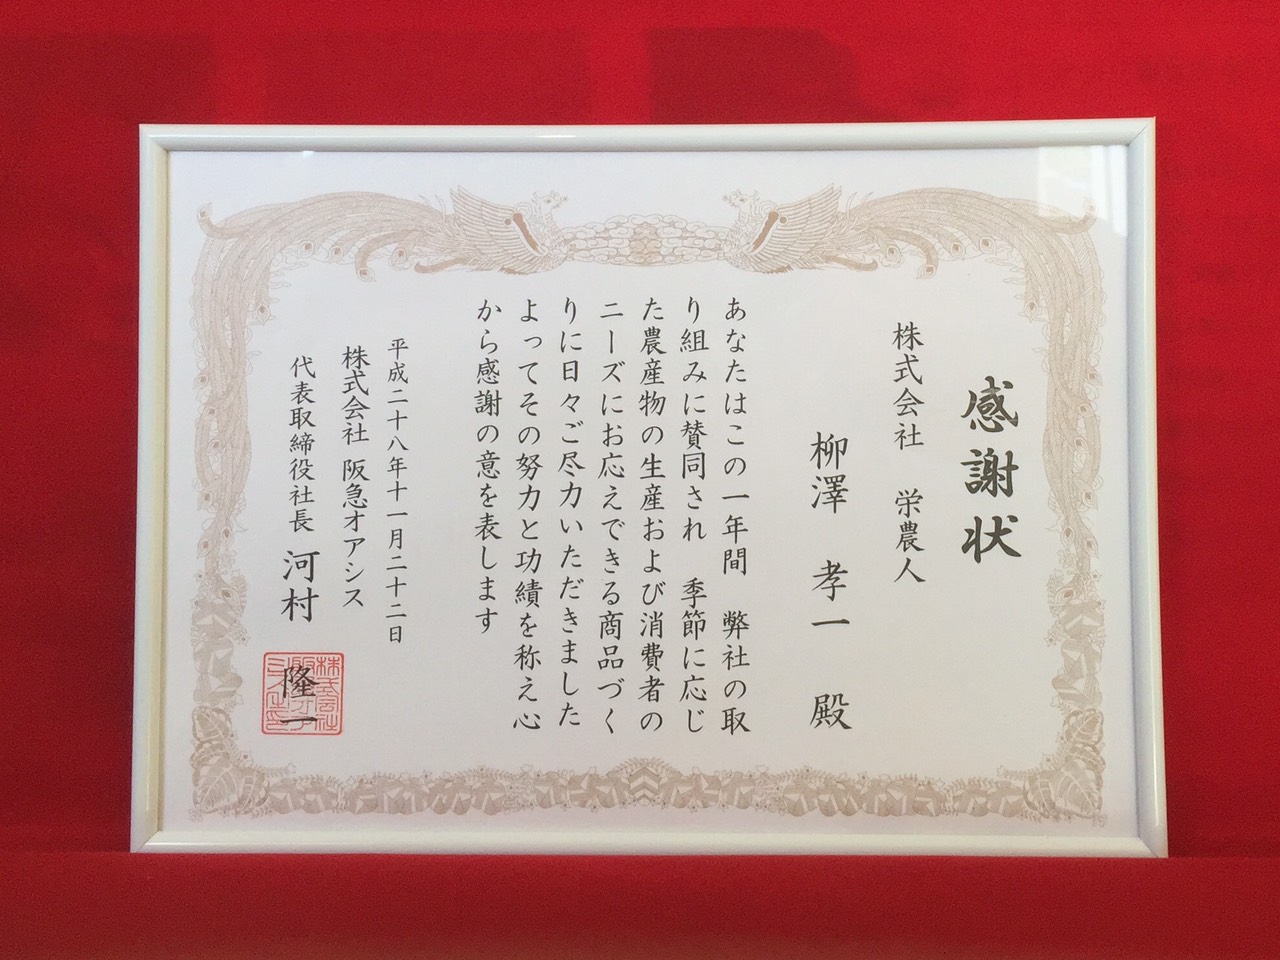 感謝状
株式会社 栄農人
柳澤 孝一 殿
あなたはこの一年間 弊社の取
り組みに賛同され 季節に応じ
た農産物の生産および消費者の
ニーズにお応えできる商品づく
りに日々ご尽力いただきました
よってその努力と功績を称え心
から感謝の意を表します
平成二十八年十一月二十二日
株式会社 阪急オアシス
代表取締役社長 河村 隆一